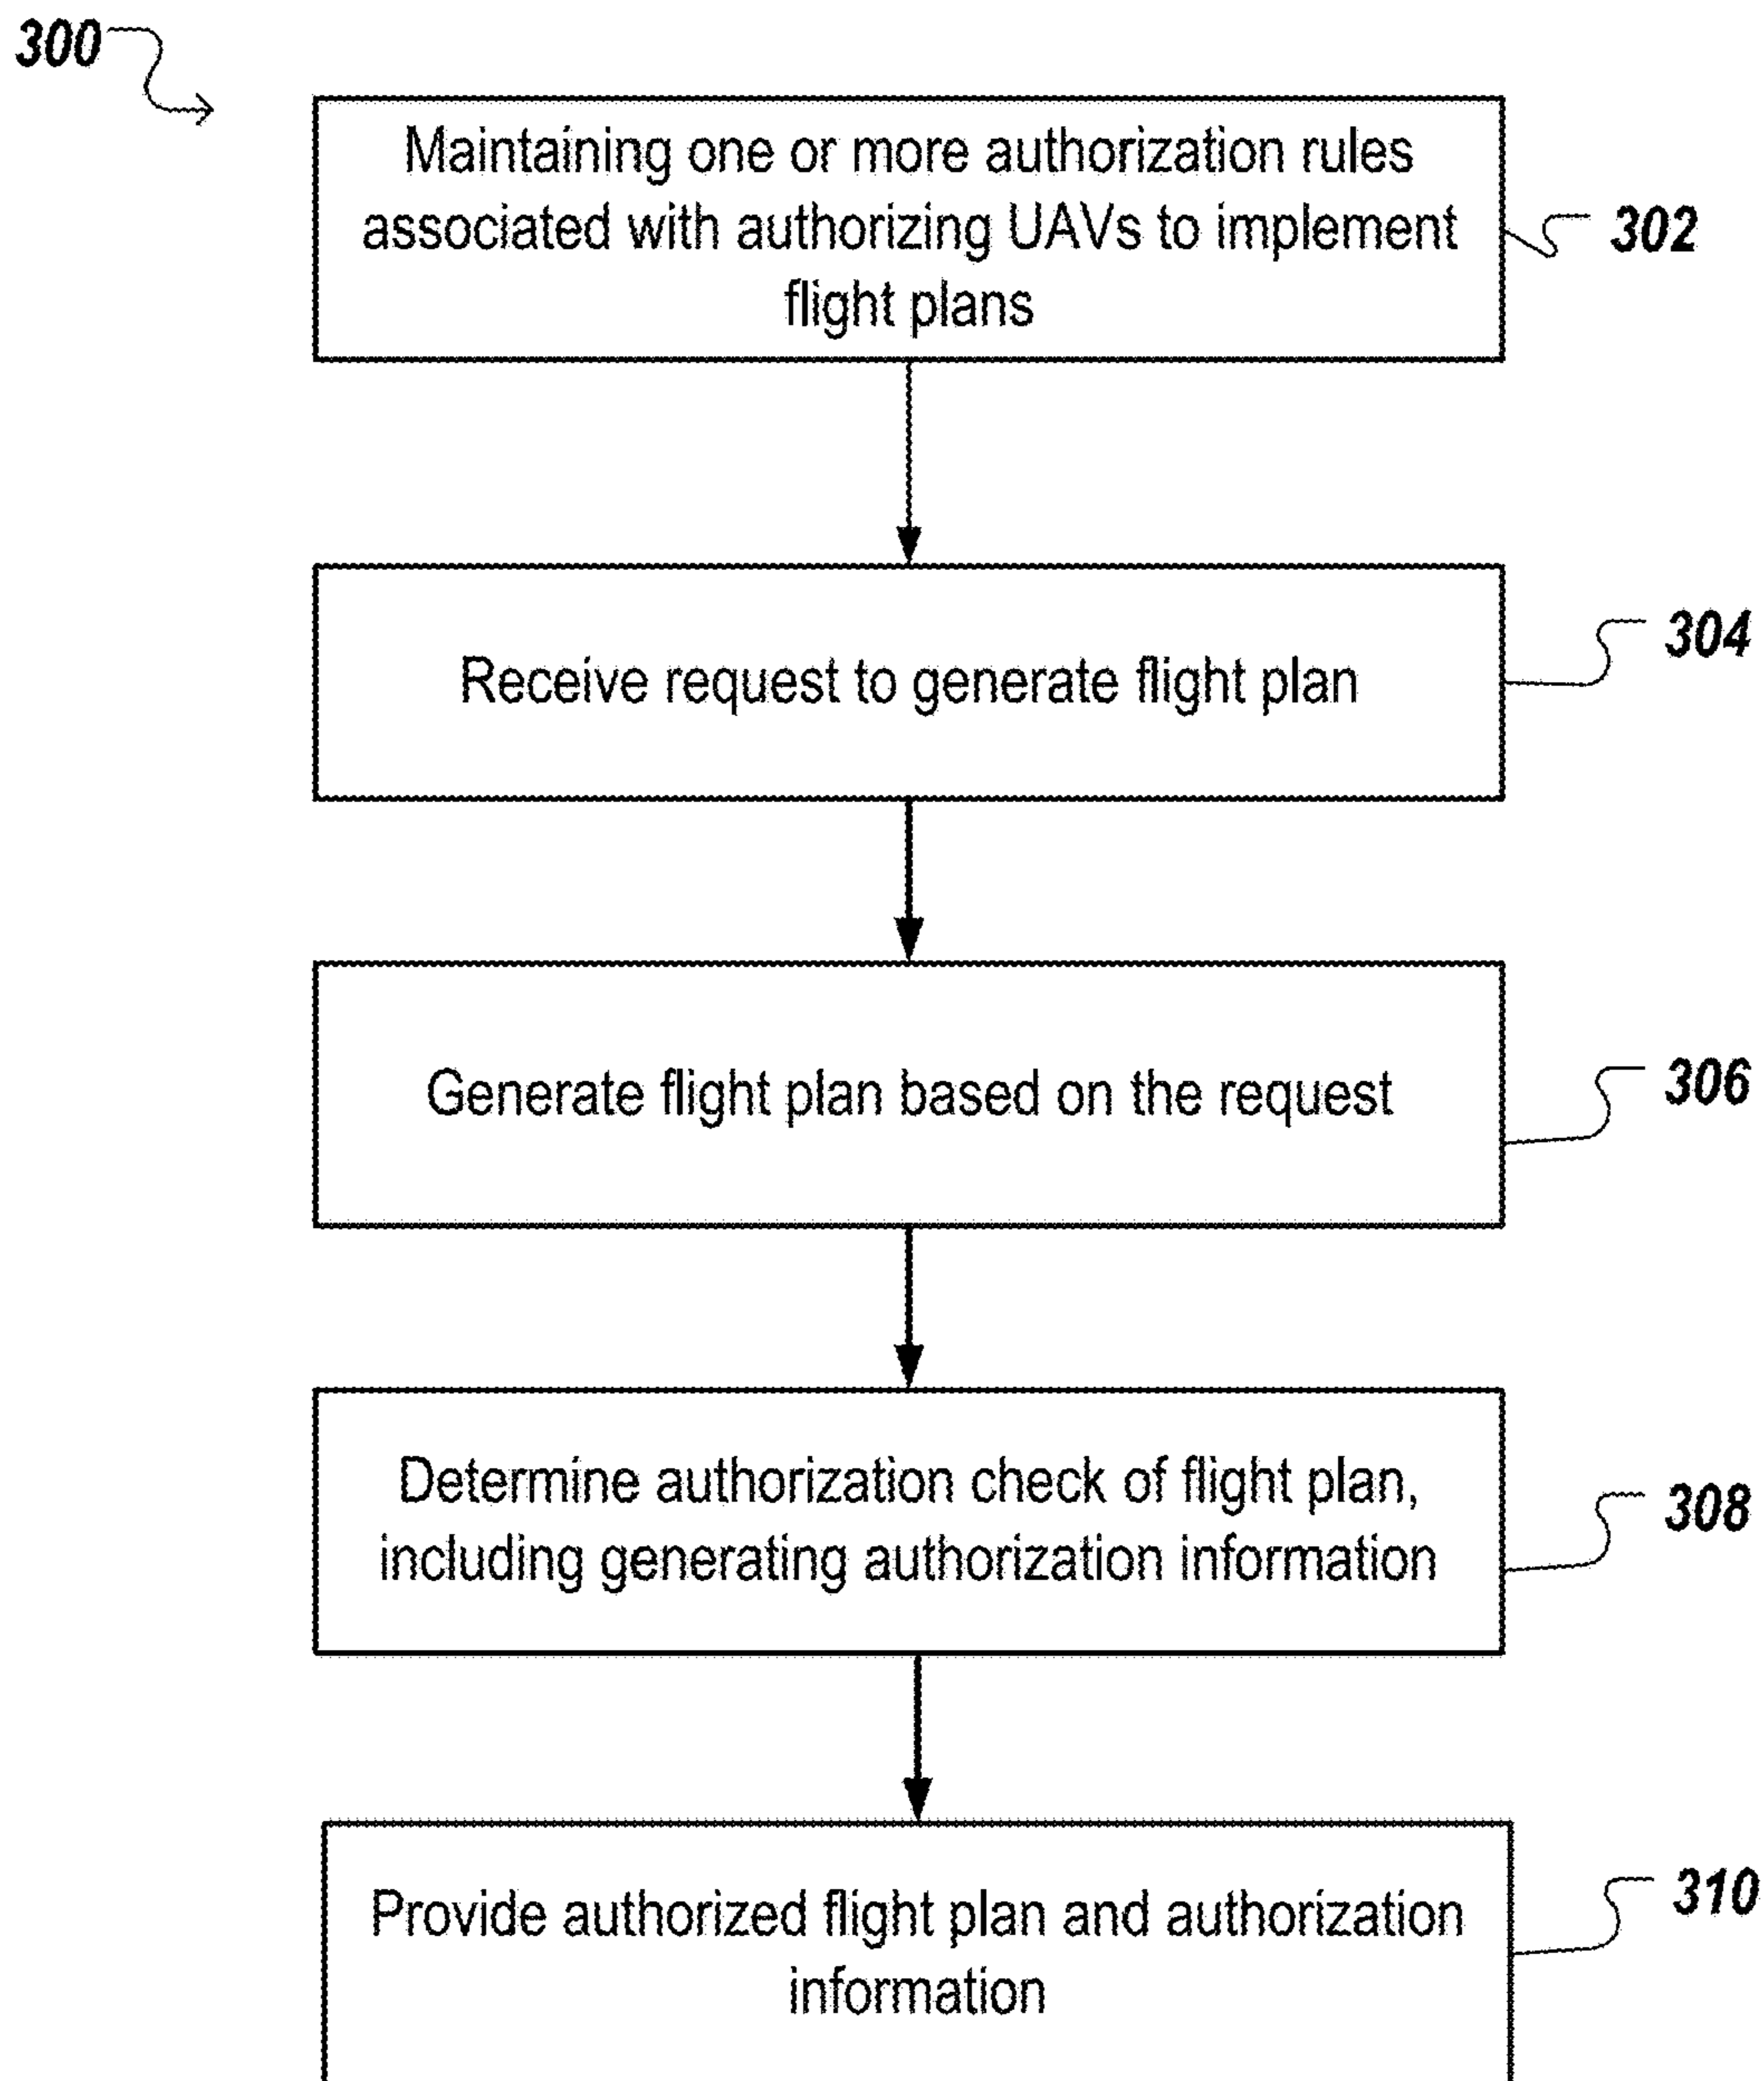 300
Maintaining one or more authorization rules
associated with authorizing UAVs to implement
flight plans
302
Receive request to generate flight plan
304
Generate flight plan based on the request
306
Determine authorization check of flight plan,
including generating authorization information
308
Provide authorized flight plan and authorization
information
310